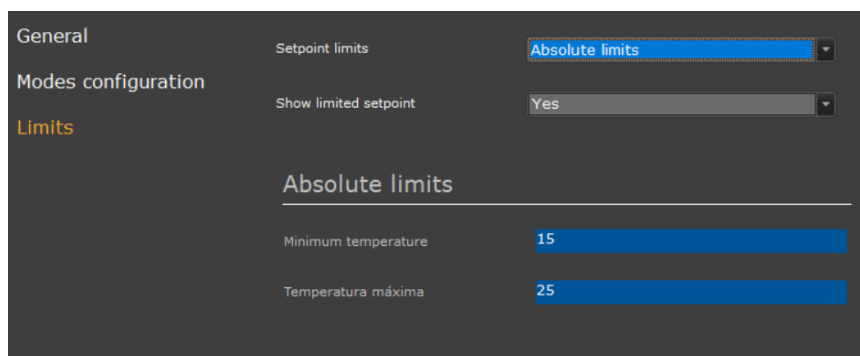 General
Modes configuration
Limits
Setpoint limits Absolute limits
Show limited setpoint Yes
Absolute limits
Minimum temperature 15
Temperatura máxima 25